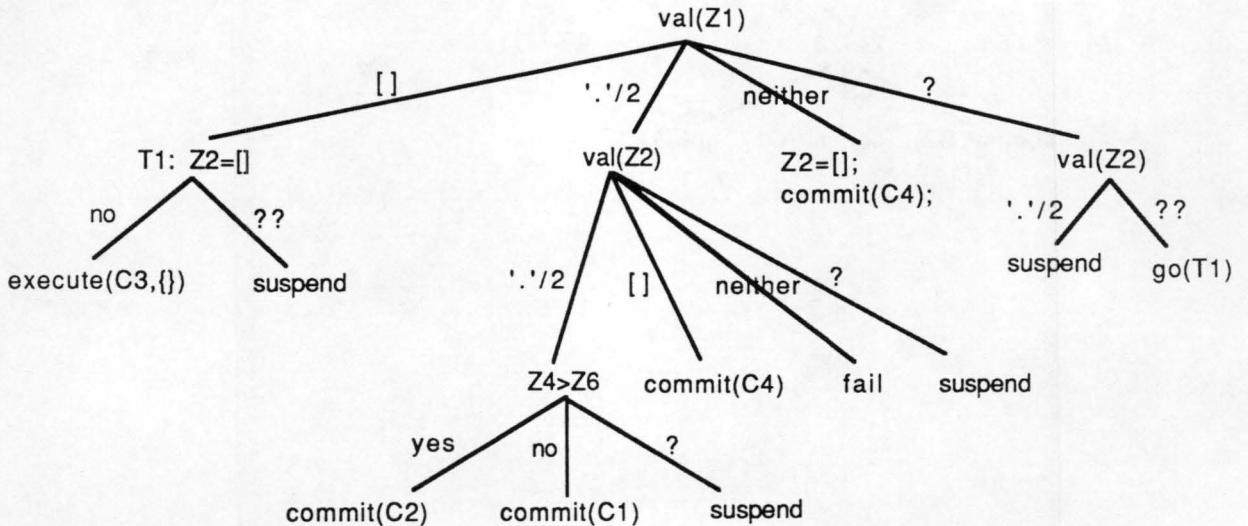 val(Z1)
[ ]
'.'/2
neither
?
T1: Z2=[]
val(Z2)
Z2=[];
commit(C4);
val(Z2)
no
??
'.'/2
??
execute(C3,{})
suspend
'.'/2
[ ]
neither
?
suspend
go(T1)
Z4>Z6
commit(C4)
fail
suspend
yes
no
?
commit(C2)
commit(C1)
suspend